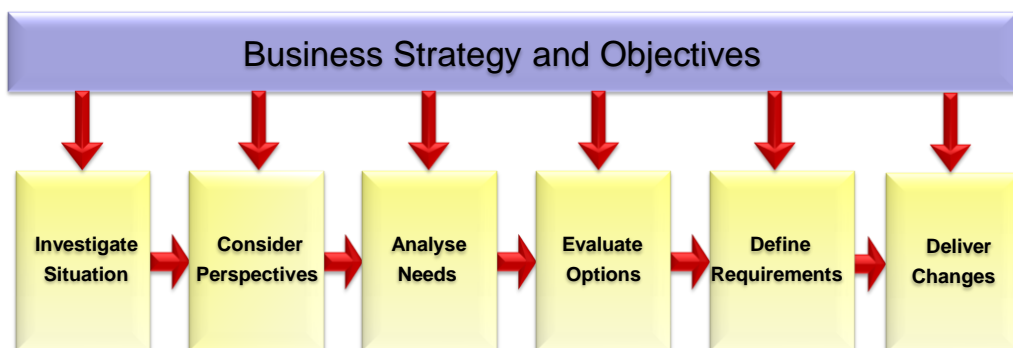 Business Strategy and Objectives
Investigate
Situation
Consider
Perspectives
Analyse
Needs
Evaluate
Options
Define
Requirements
Deliver
Changes